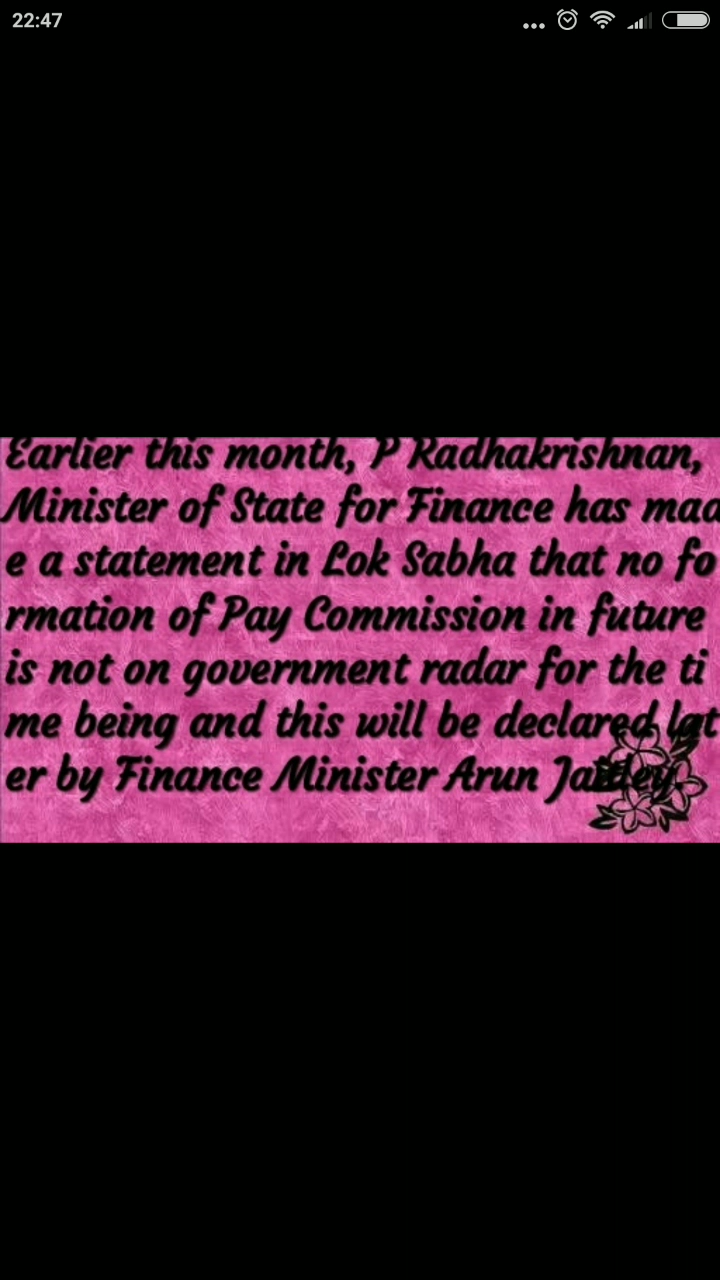 22:47
Earlier this month, P Radhakrishnan,
Minister of State for Finance has mad
e a statement in Lok Sabha that no fo
rmation of Pay Commission in future
is not on government radar for the ti
me being and this will be declared lat
er by Finance Minister Arun Jaitley